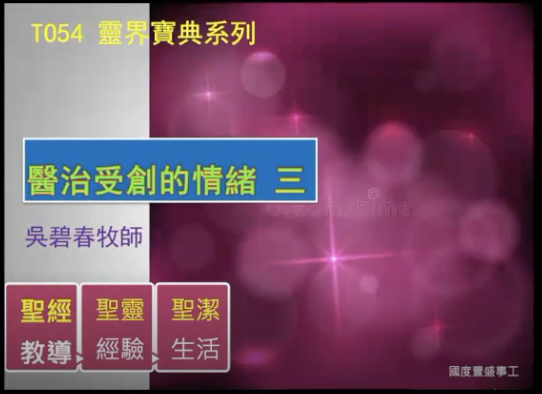 T054 靈界寶典系列
醫治受創的情緒 三
dreamstime
吳碧春牧師
聖經 聖靈 聖潔
教導 經驗 生活
國度豐盛事工